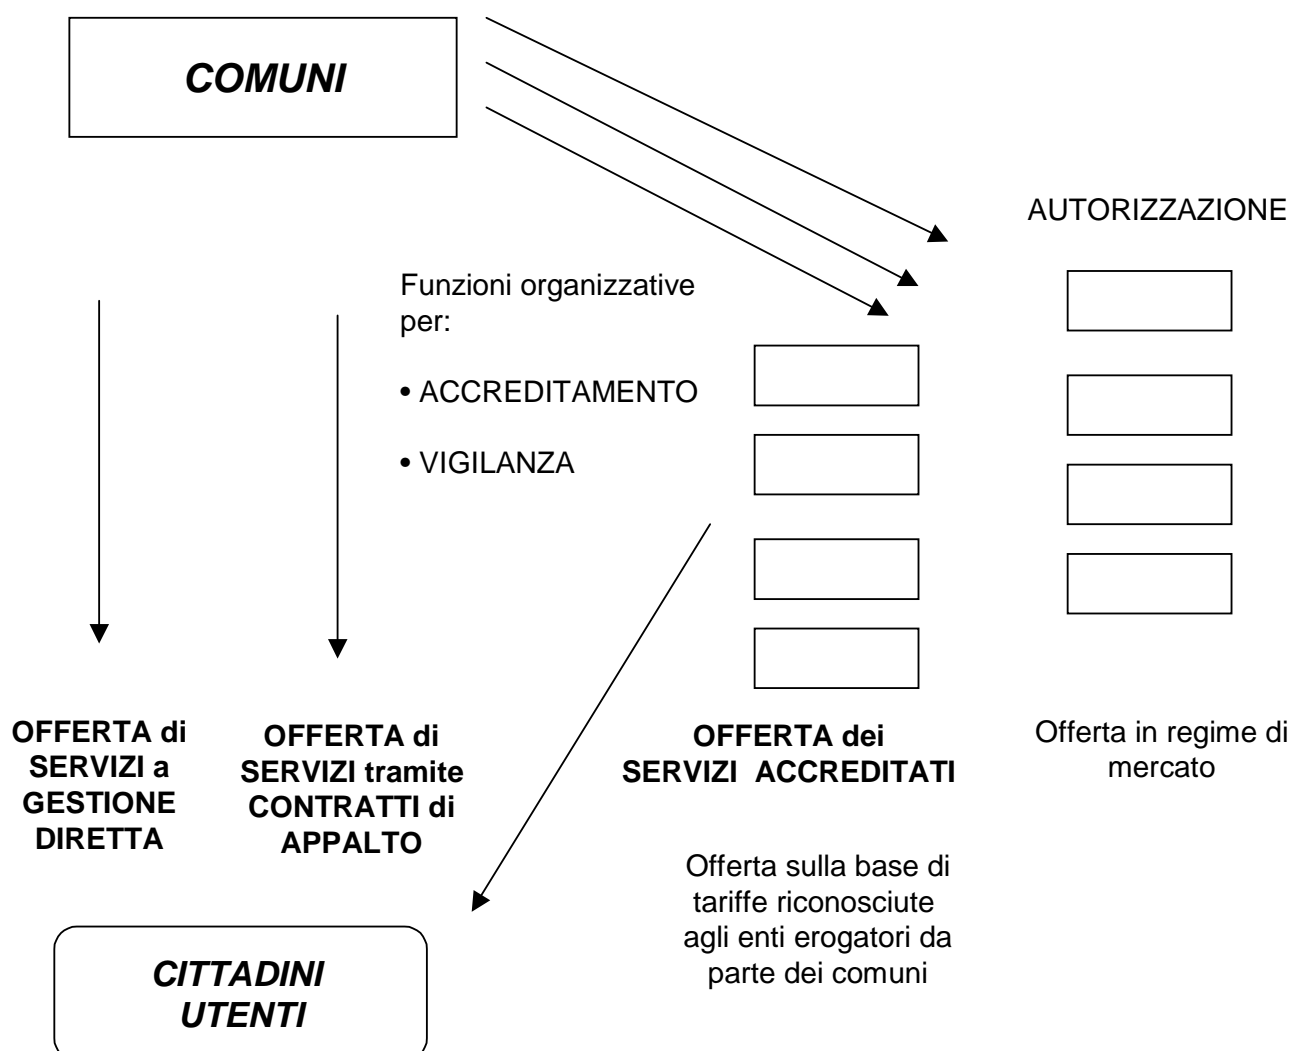 COMUNI
AUTORIZZAZIONE
Funzioni organizzative
per:
• ACCREDITAMENTO
• VIGILANZA
OFFERTA di
SERVIZI a
GESTIONE
DIRETTA
OFFERTA di
SERVIZI tramite
CONTRATTI di
APPALTO
OFFERTA dei
SERVIZI ACCREDITATI
Offerta in regime di
mercato
Offerta sulla base di
tariffe riconosciute
agli enti erogatori da
parte dei comuni
CITTADINI
UTENTI